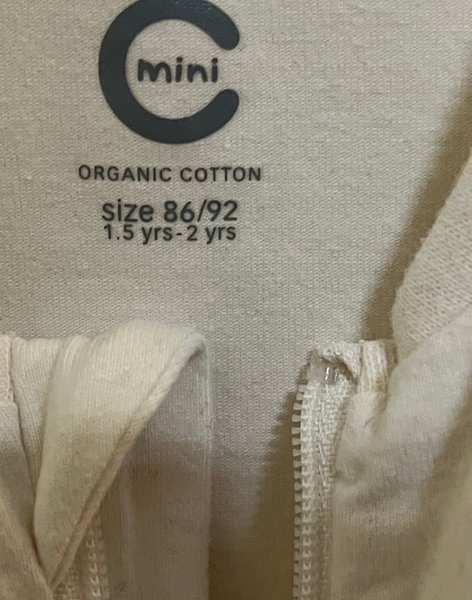 mini
ORGANIC COTTON
size 86/92
1.5 yrs-2 yrs